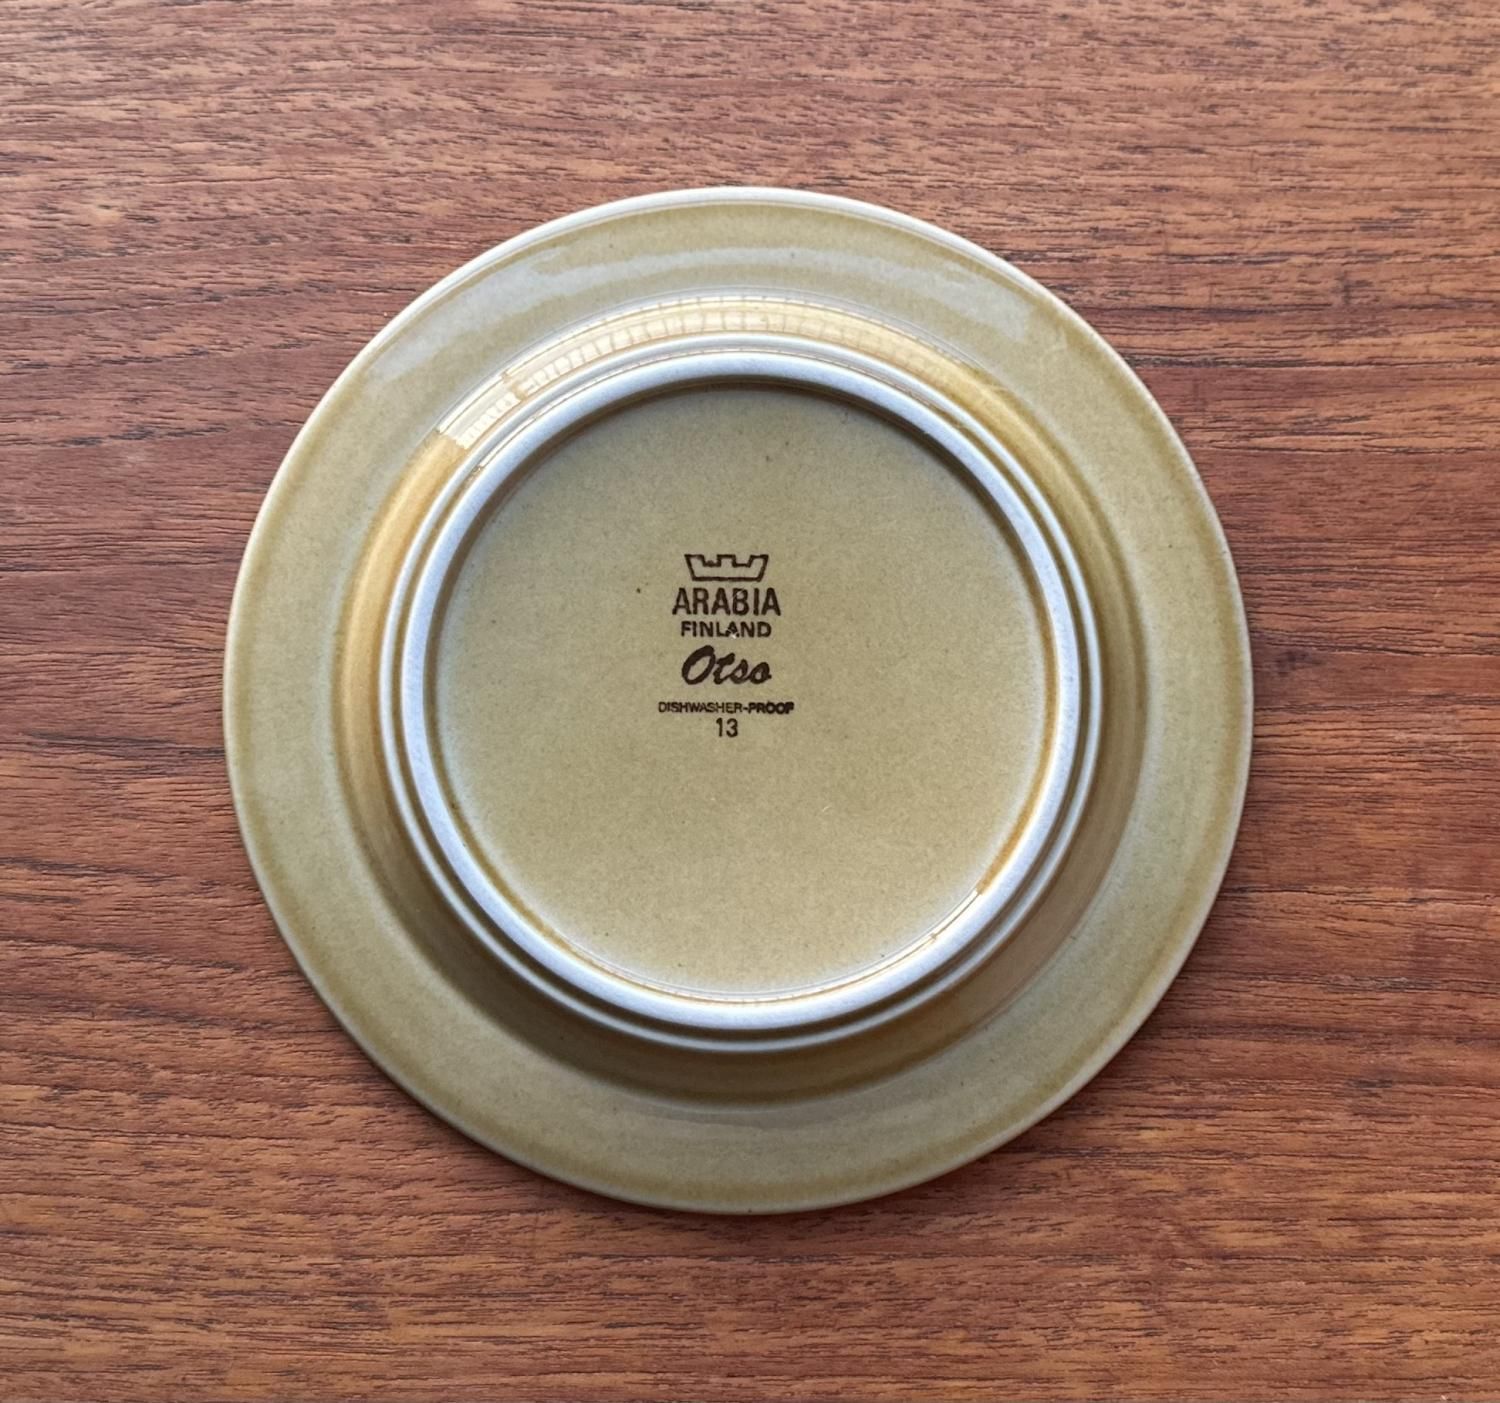 ARABIA
FINLAND
Otso
DISHWASHER-PROOF
13